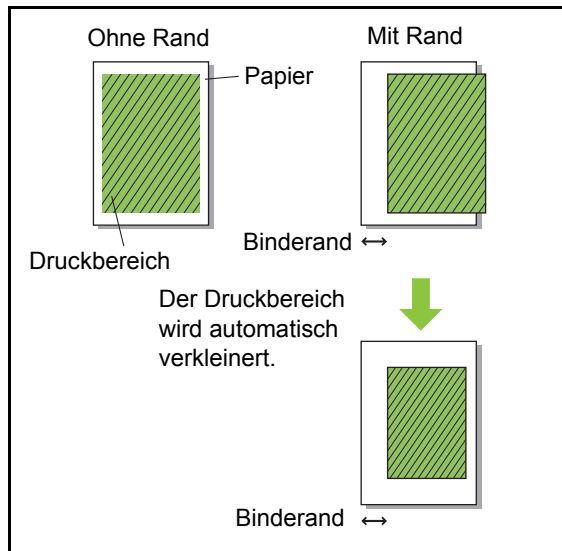 Ohne Rand
Mit Rand
Papier
Binderand
Druckbereich
Der Druckbereich
wird automatisch
verkleinert.
Binderand